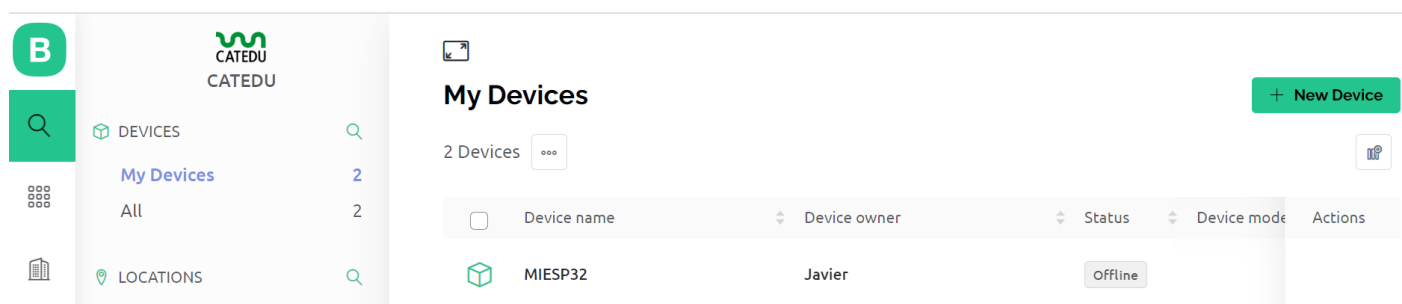 B
CATEDU
CATEDU
DEVICES
My Devices 2
All 2
LOCATIONS
My Devices
+ New Device
2 Devices
Device name Device owner Status Device mode Actions
MIESP32 Javier Offline